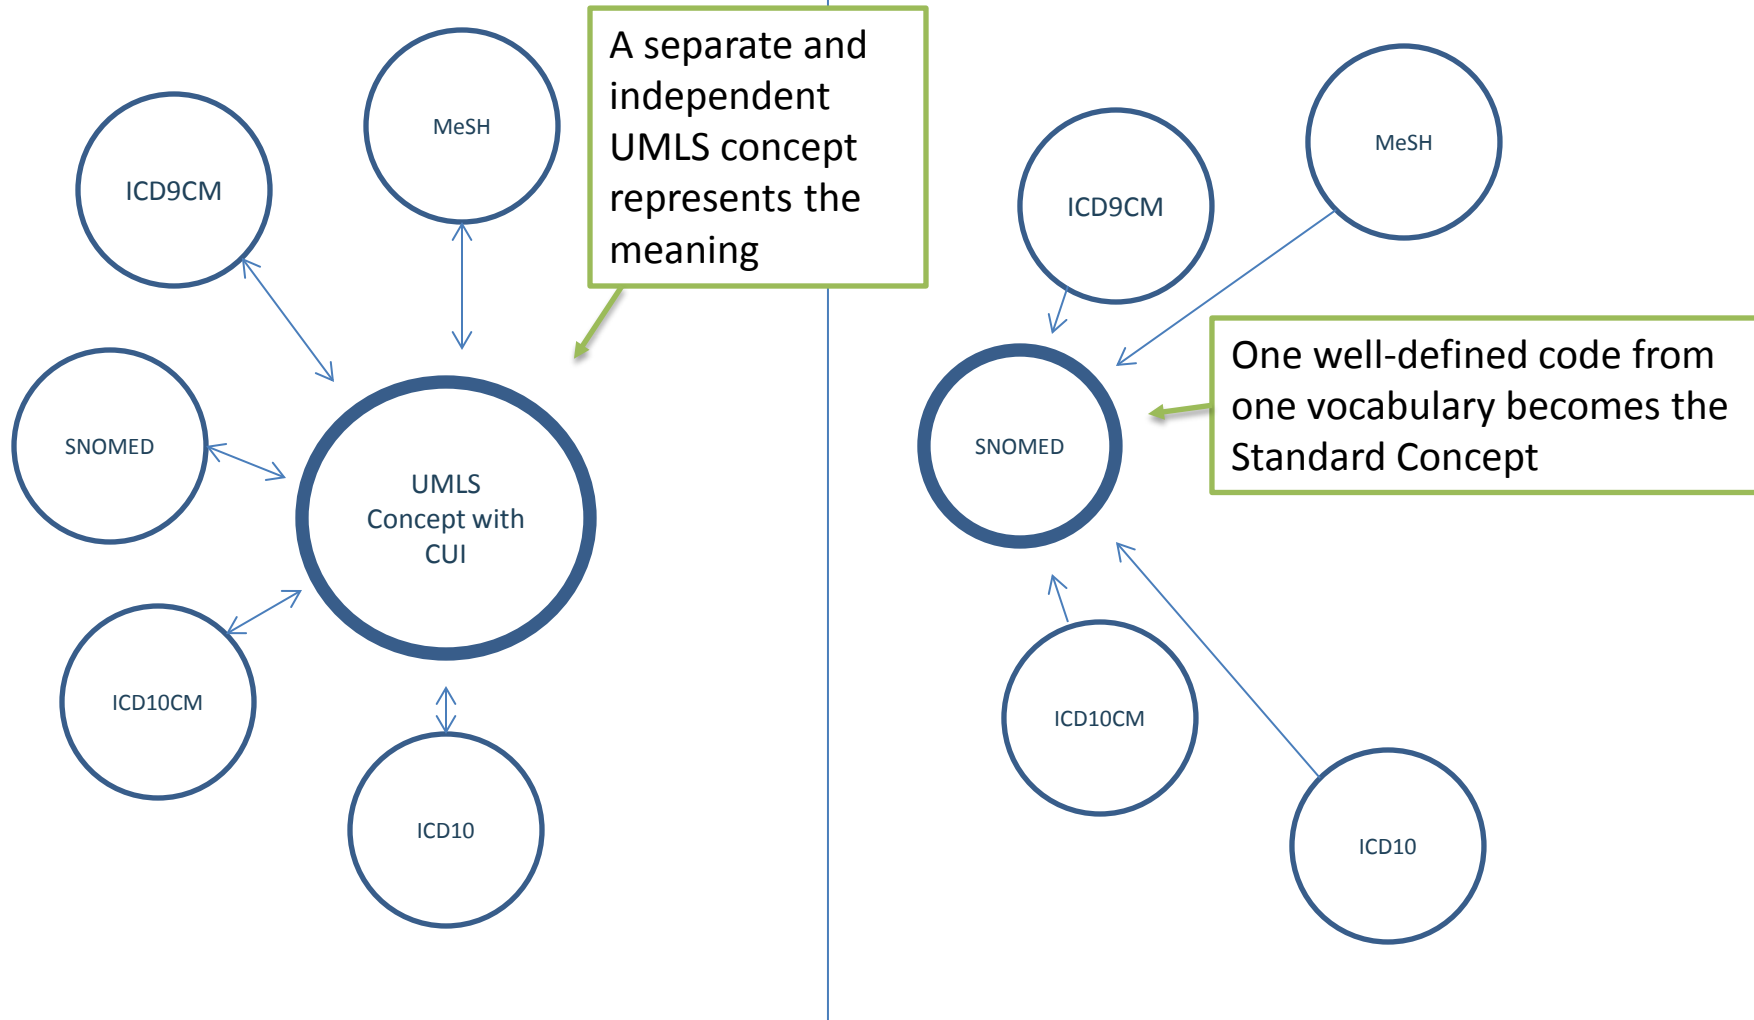 MeSH
ICD9CM
SNOMED
UMLS
Concept with
CUI
ICD10CM
ICD10
A separate and
independent
UMLS concept
represents the
meaning
MeSH
ICD9CM
SNOMED
One well-defined code from
one vocabulary becomes the
Standard Concept
ICD10CM
ICD10